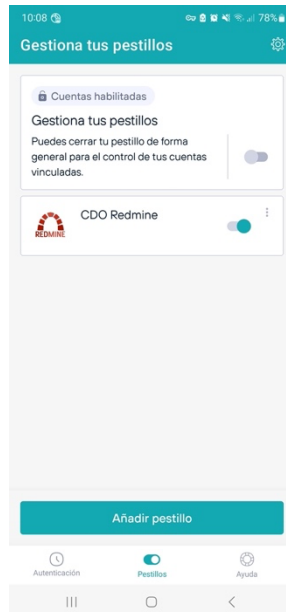 10:08 78%
Gestiona tus pestillos
Cuentas habilitadas
Gestiona tus pestillos
Puedes cerrar tu pestillo de forma
general para el control de tus cuentas
vinculadas.
CDO Redmine
REDMINE
Añadir pestillo
Autenticación Pestillos Ayuda